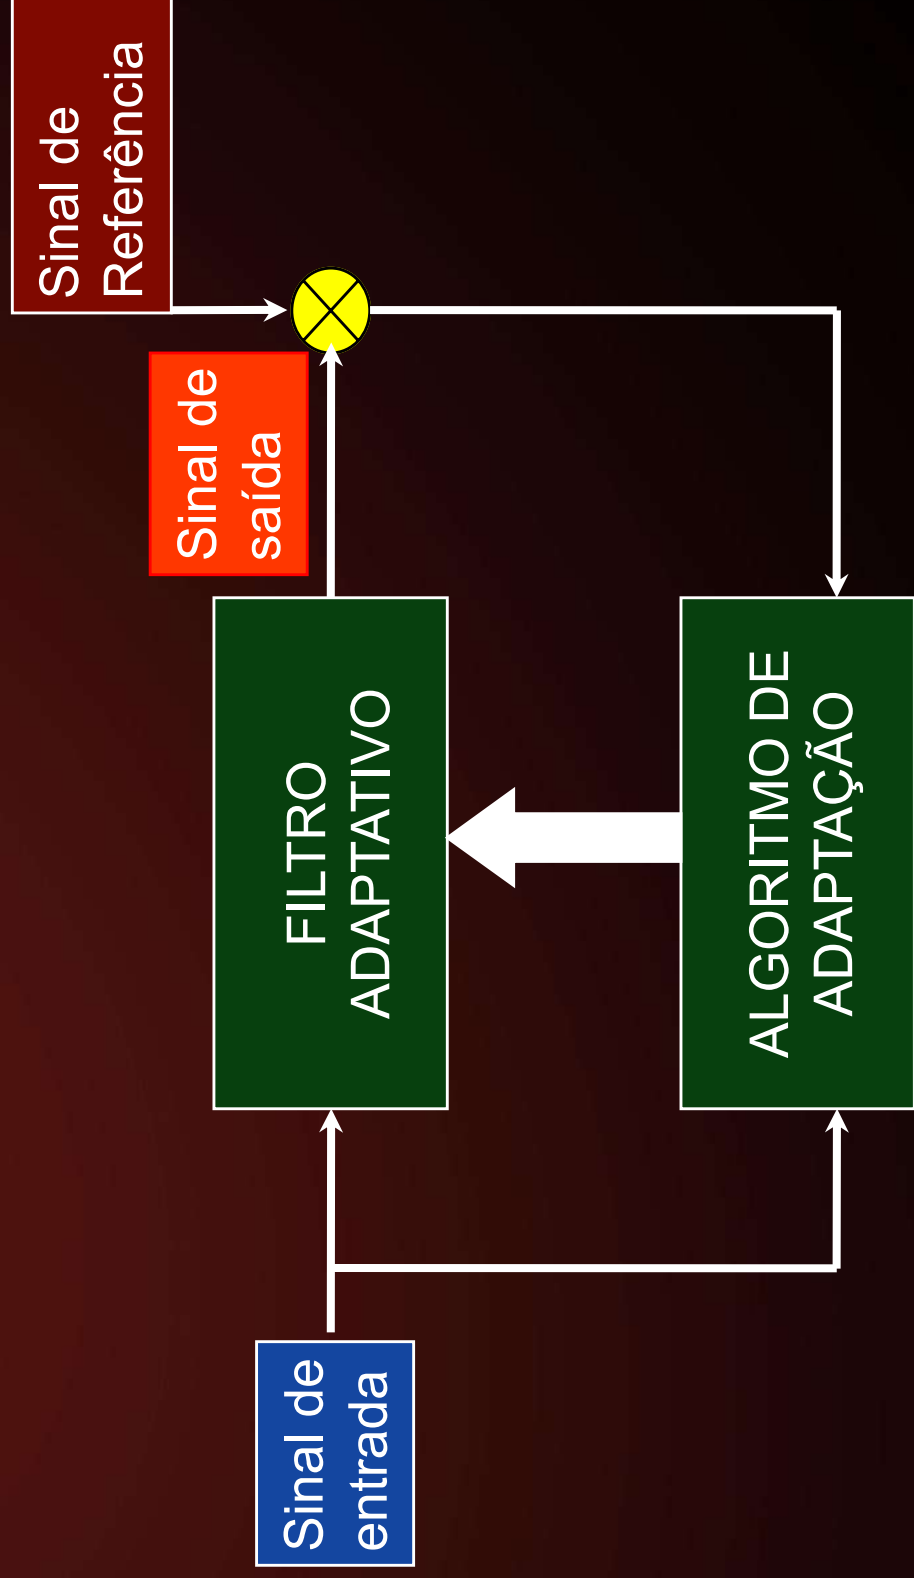 Sinal de
Referência
Sinal de
saída
FILTRO
ADAPTATIVO
ALGORITMO DE
ADAPTAÇÃO
Sinal de
entrada